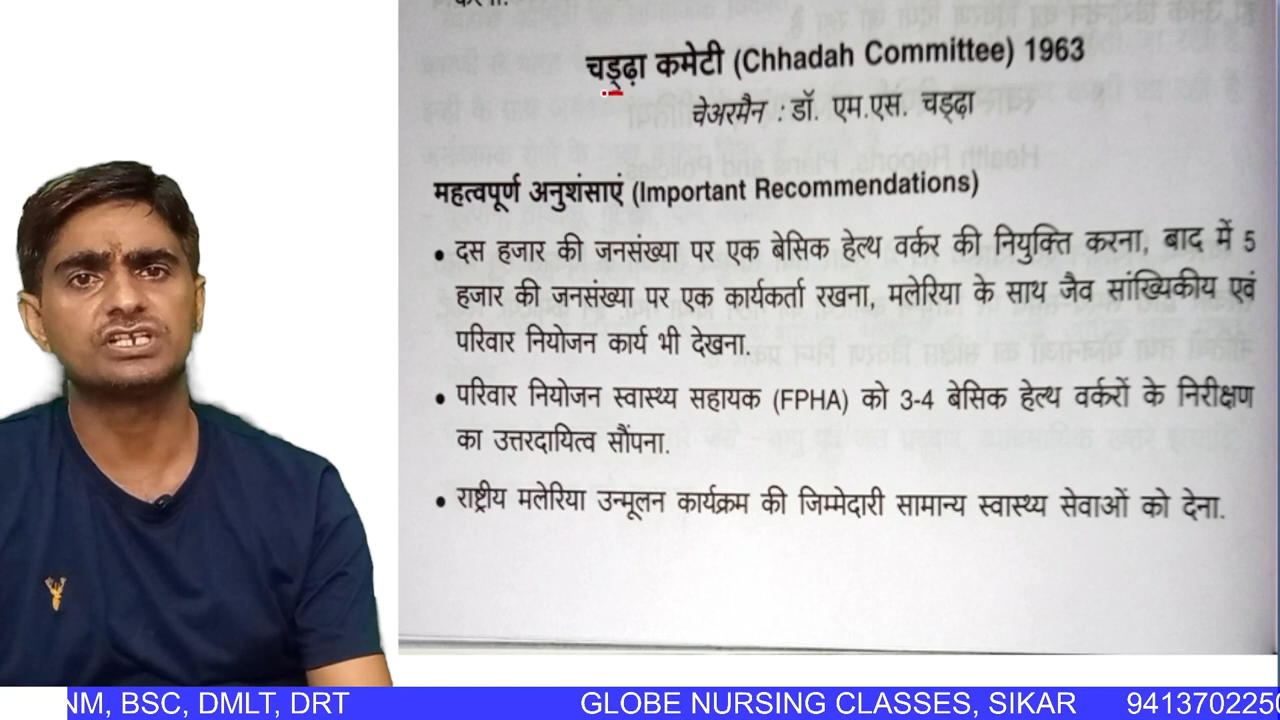 चड्ढा कमेटी (Chhadah Committee) 1963
चेअरमैन : डॉ. एम.एस. चड्ढा
महत्वपूर्ण अनुशंसाएं (Important Recommendations)
• दस हजार की जनसंख्या पर एक बेसिक हेल्थ वर्कर की नियुक्ति करना, बाद में 5
हजार की जनसंख्या पर एक कार्यकर्ता रखना, मलेरिया के साथ जैव सांख्यिकीय एवं
परिवार नियोजन कार्य भी देखना.
• परिवार नियोजन स्वास्थ्य सहायक (FPHA) को 3-4 बेसिक हेल्थ वर्करों के निरीक्षण
का उत्तरदायित्व सौंपना.
• राष्ट्रीय मलेरिया उन्मूलन कार्यक्रम की जिम्मेदारी सामान्य स्वास्थ्य सेवाओं को देना.
NM, BSC, DMLT, DRT GLOBE NURSING CLASSES, SIKAR 941370225